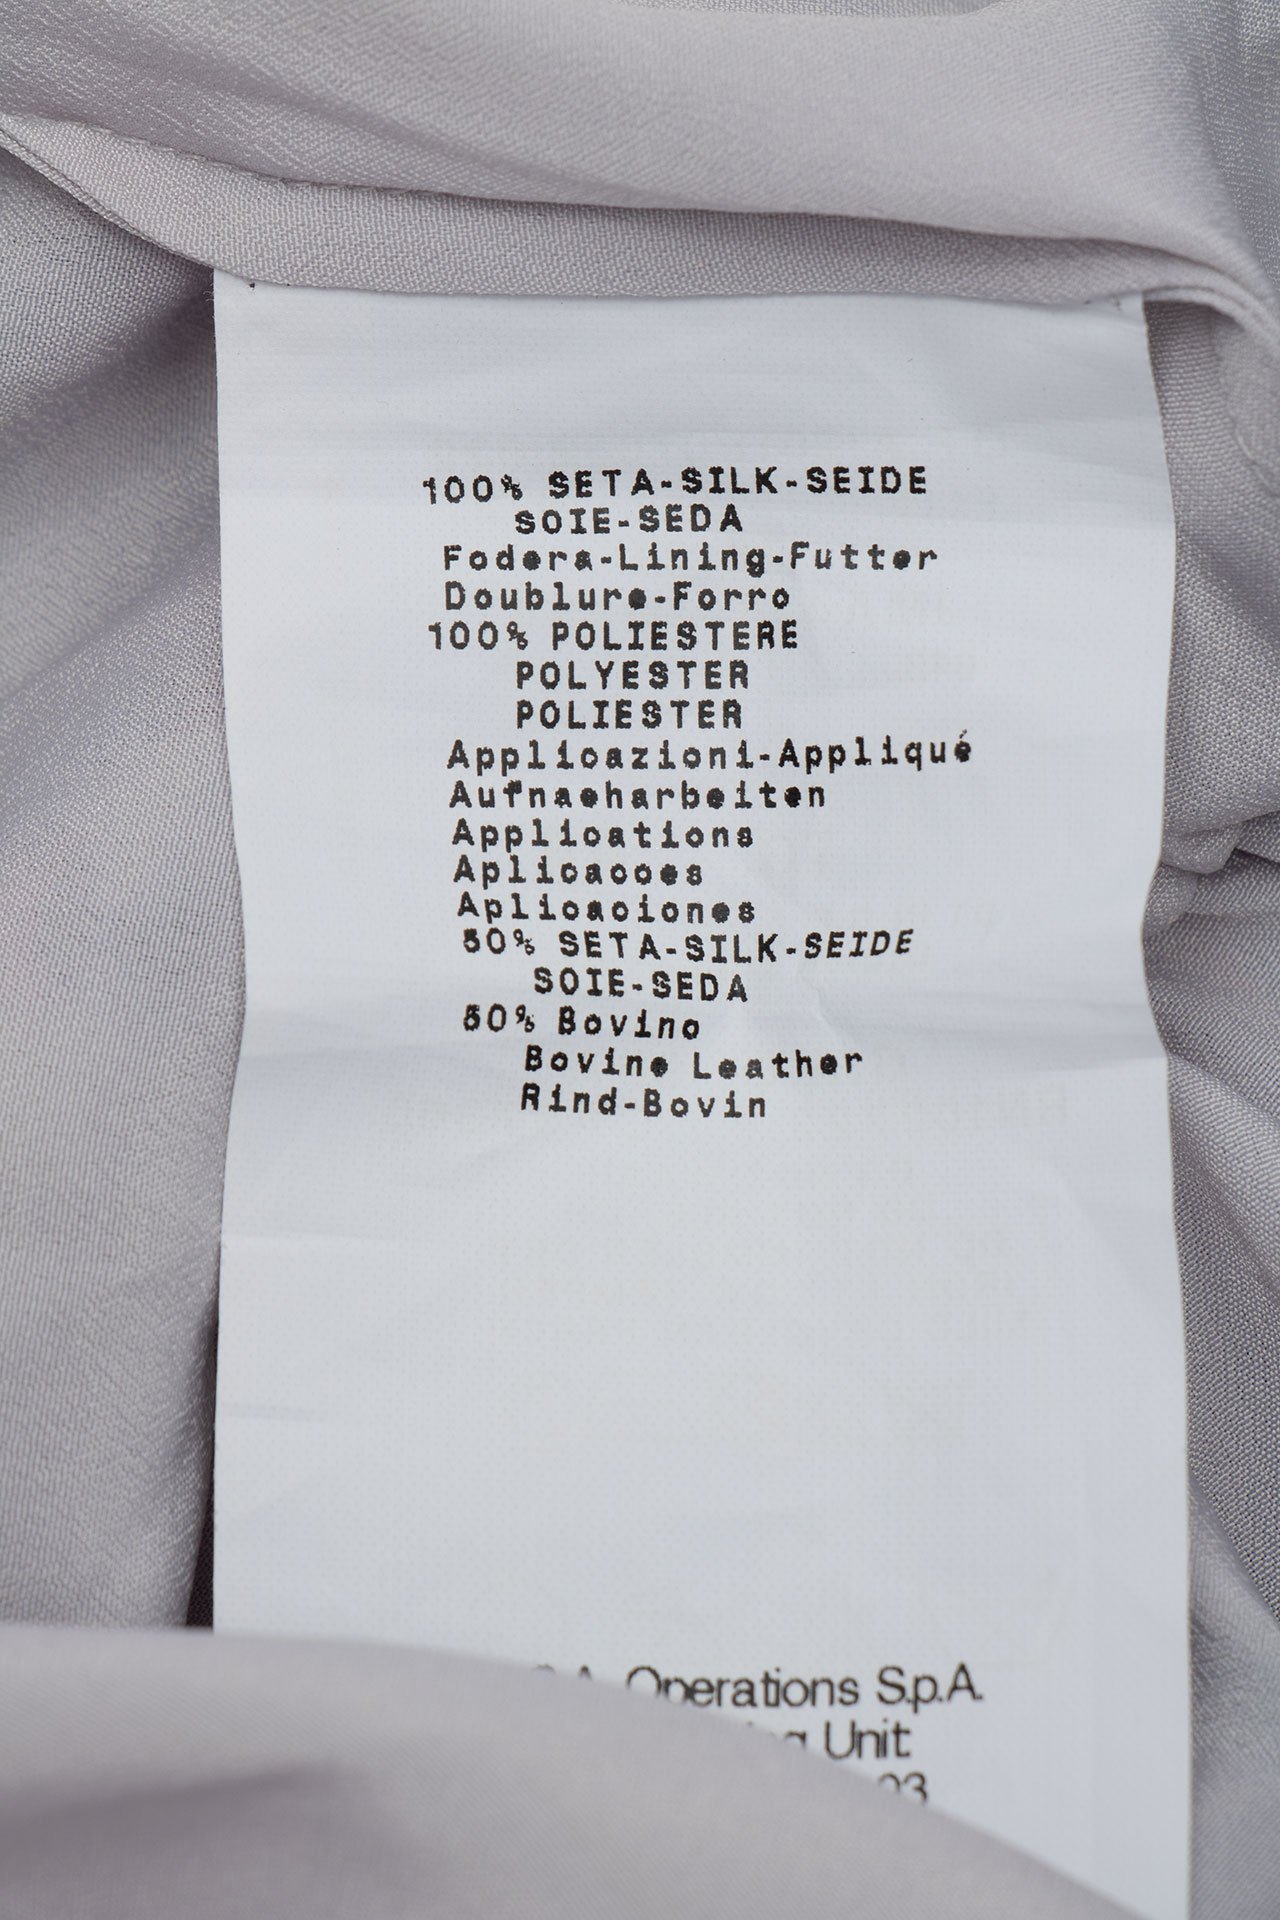 100% SETA-SILK-SEIDE
SOIE-SEDA
Fodera-Lining-Futter
Doublure-Forro
100% POLIESTERE
POLYESTER
POLIESTER
Applicazioni-Appliqué
Aufnaeharbeiten
Applications
Aplicacoes
Aplicaciones
50% SETA-SILK-SEIDE
SOIE-SEDA
50% Bovino
Bovine Leather
Rind-Bovin
Operations S.p.A.
Unit